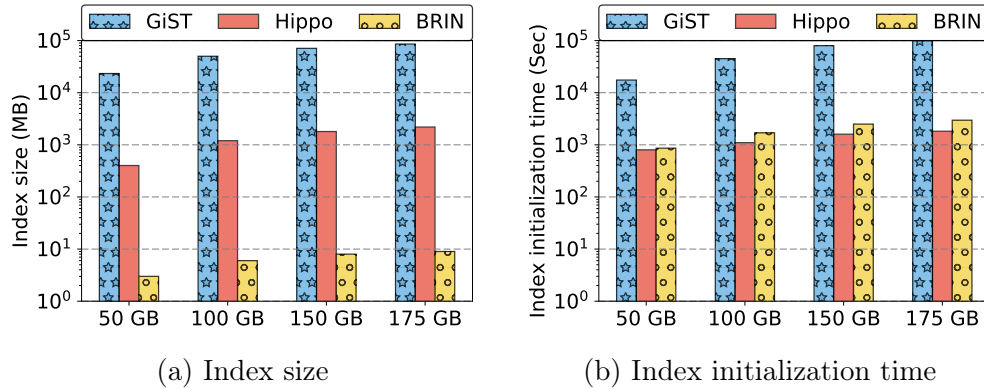 GiST Hippo BRIN
Index size (MB)
10^5
10^4
10^3
10^2
10^1
10^0
50 GB 100 GB 150 GB 175 GB
(a) Index size
GiST Hippo BRIN
Index initialization time (Sec)
10^5
10^4
10^3
10^2
10^1
10^0
50 GB 100 GB 150 GB 175 GB
(b) Index initialization time